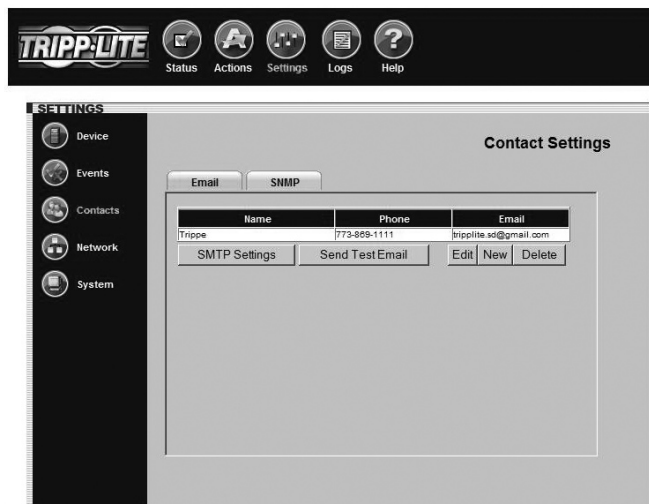 TRIPP·LITE
Status Actions Settings Logs Help
SETTINGS
Device
Events
Contacts
Network
System
Contact Settings
Email SNMP
Name Phone Email
Trippe 773-869-1111 tripplite.sd@gmail.com
SMTP Settings Send Test Email Edit New Delete